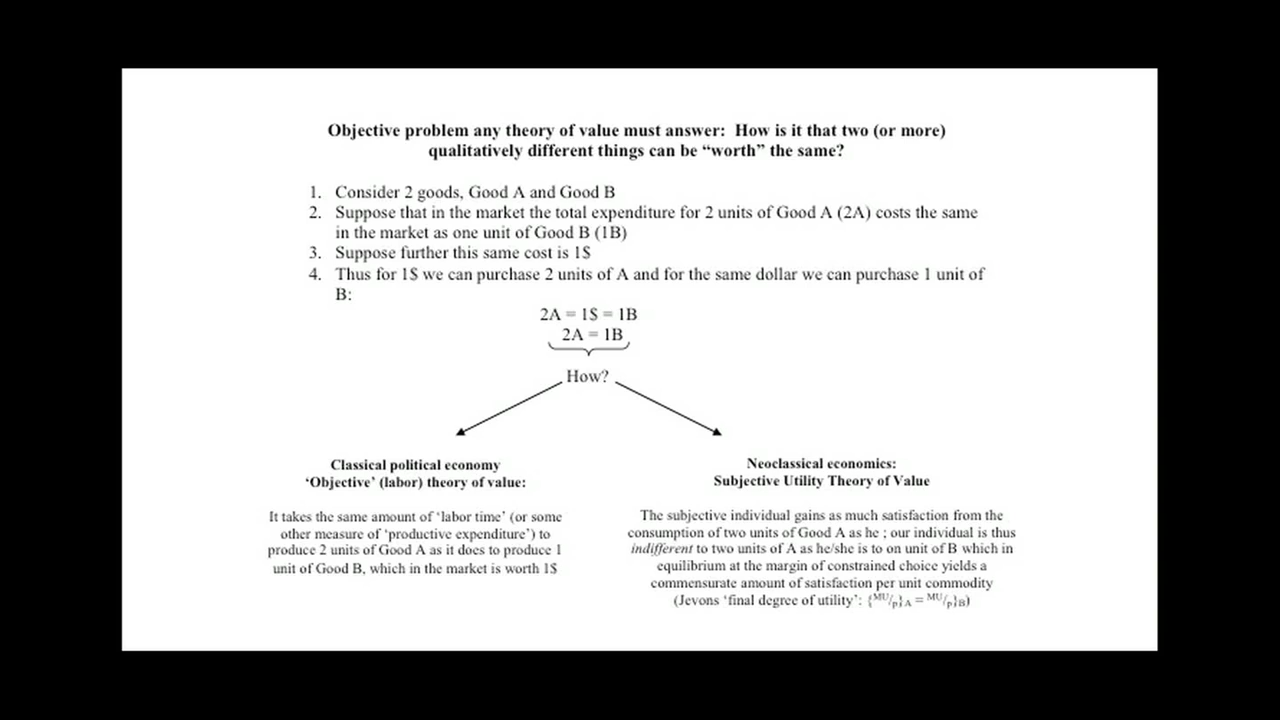 Objective problem any theory of value must answer: How is it that two (or more)
qualitatively different things can be “worth” the same?
1. Consider 2 goods, Good A and Good B
2. Suppose that in the market the total expenditure for 2 units of Good A (2A) costs the same
in the market as one unit of Good B (1B)
3. Suppose further this same cost is 1$
4. Thus for 1$ we can purchase 2 units of A and for the same dollar we can purchase 1 unit of
B:
2A = 1$ = 1B
2A = 1B
How?
Classical political economy
‘Objective’ (labor) theory of value:
It takes the same amount of ‘labor time’ (or some
other measure of ‘productive expenditure’) to
produce 2 units of Good A as it does to produce 1
unit of Good B, which in the market is worth 1$
Neoclassical economics:
Subjective Utility Theory of Value
The subjective individual gains as much satisfaction from the
consumption of two units of Good A as he ; our individual is thus
indifferent to two units of A as he/she is to on unit of B which in
equilibrium at the margin of constrained choice yields a
commensurate amount of satisfaction per unit commodity
(Jevons ‘final degree of utility’: {MU/p}A = MU/p}B)